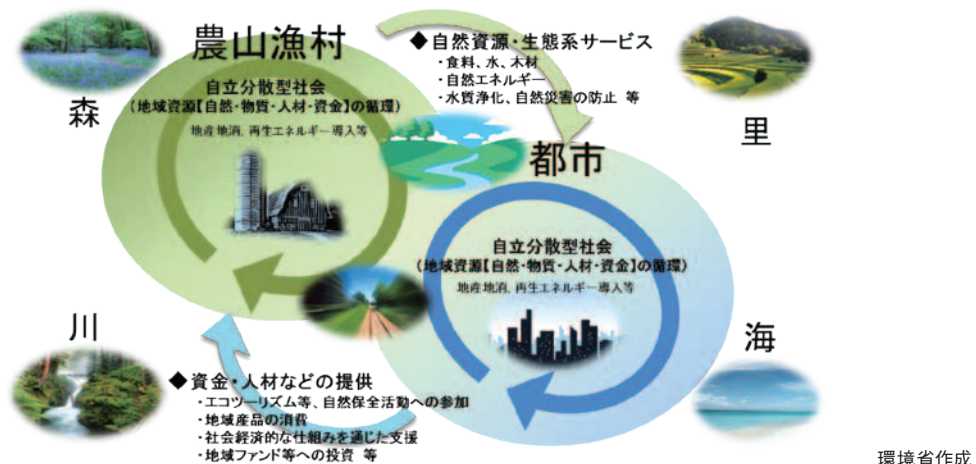 農山漁村
自立分散型社会
(地域資源【自然・物質・人材・資金】の循環)
地産地消、再生エネルギー導入等
◆自然資源・生態系サービス
・食料、水、木材
・自然エネルギー
・水質浄化、自然災害の防止 等
森
里
都市
自立分散型社会
(地域資源【自然・物質・人材・資金】の循環)
地産地消、再生エネルギー導入等
川
海
◆資金・人材などの提供
・エコツーリズム等、自然保全活動への参加
・地域産品の消費
・社会経済的な仕組みを通じた支援
・地域ファンド等への投資 等
環境省作成